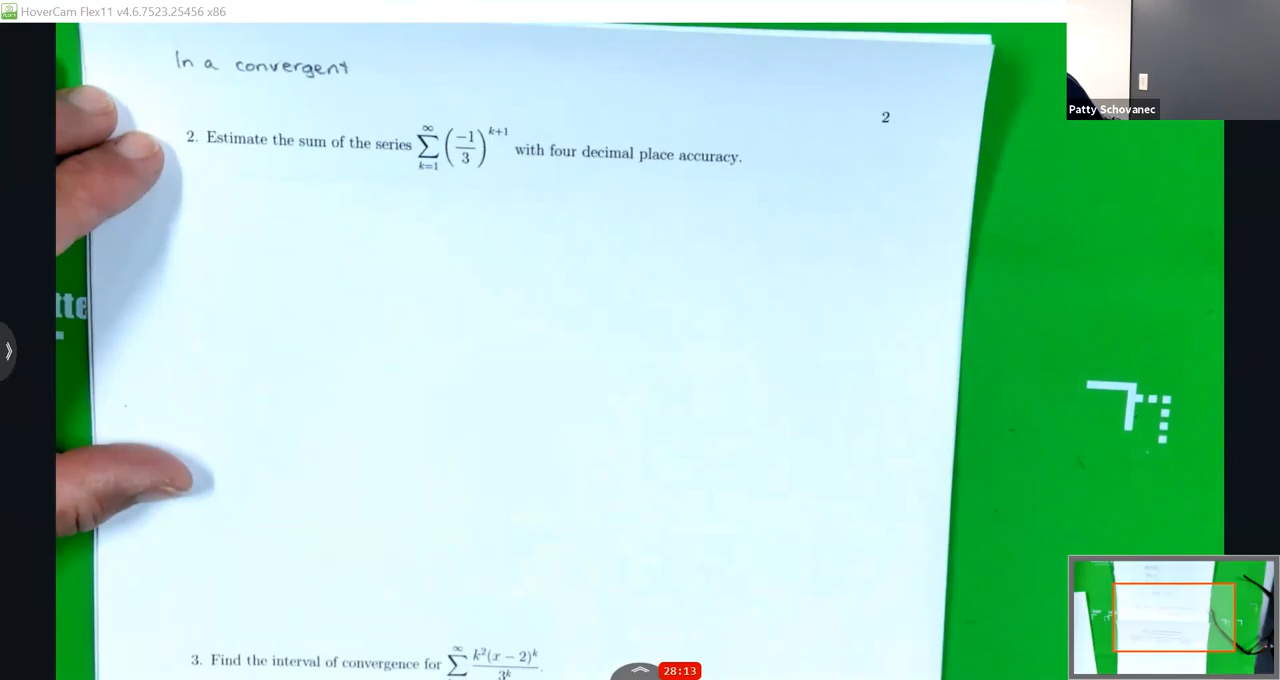 HoverCam Flex11 v4.6.7523.25456 x86
In a convergent
2
2. Estimate the sum of the series \sum_{k=1}^{\infty} \left(\frac{-1}{3}\right)^{k+1} with four decimal place accuracy.
3. Find the interval of convergence for \sum^{\infty} \frac{k^2(x-2)^k}{3^k}.
Patty Schovanec
tte
28:13